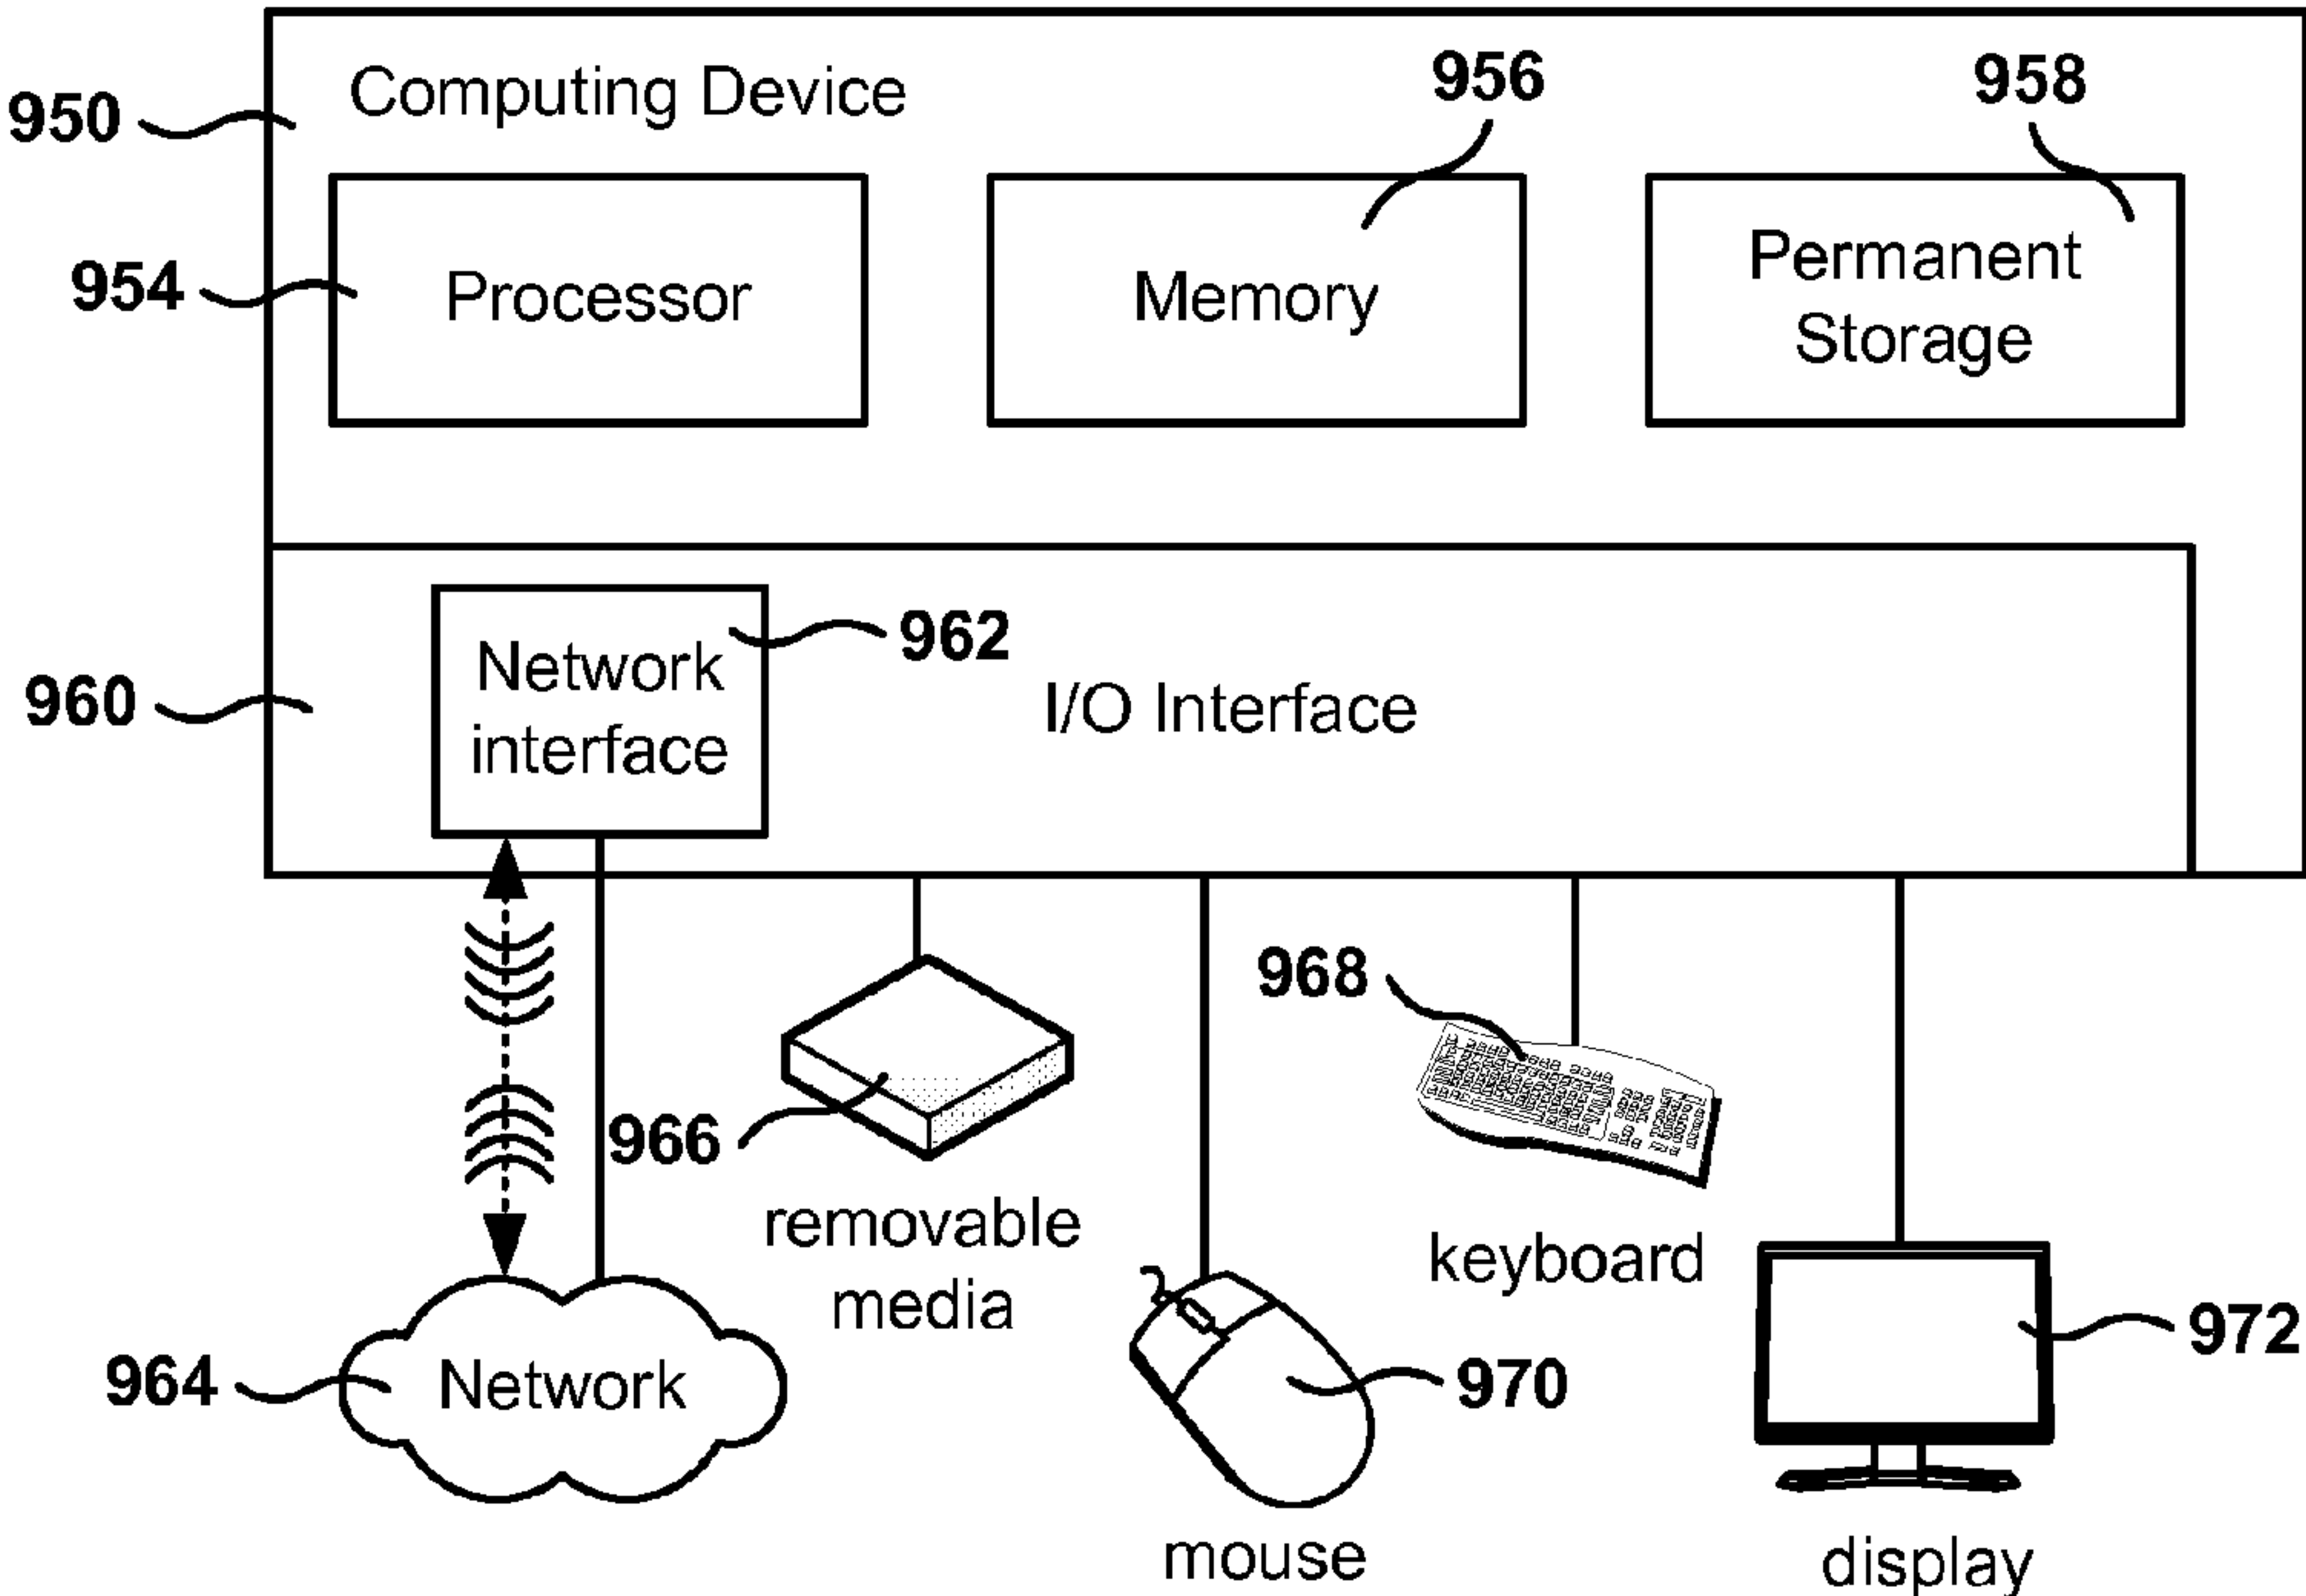 Computing Device
950
956
958
954
Processor
Memory
Permanent
Storage
960
Network
interface
962
I/O Interface
966
removable
media
968
keyboard
964
Network
970
mouse
972
display